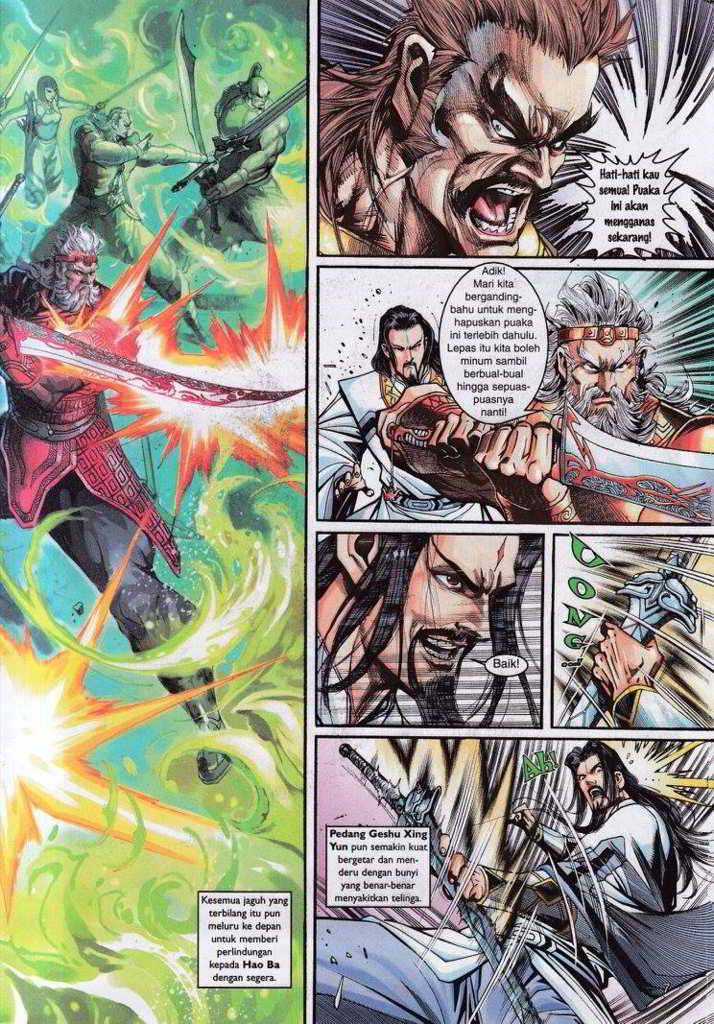 Kesemua jaguh yang
terbilang itu pun
meluru ke depan
untuk memberi
perlindungan
kepada Hao Ba
dengan segera.
Hati-hati kau
semua! Puaka
ini akan
mengganas
sekarang!
Adik!
Mari kita
berganding-
bahu untuk meng-
hapuskan puaka
ini terlebih dahulu.
Lepas itu kita boleh
minum sambil
berbual-bual
hingga sepuas-
puasnya
nanti!
Baik!
DONG!!
AH!
Pedang Geshu Xing
Yun pun semakin kuat
bergetar dan men-
deru dengan bunyi
yang benar-benar
menyakitkan telinga.